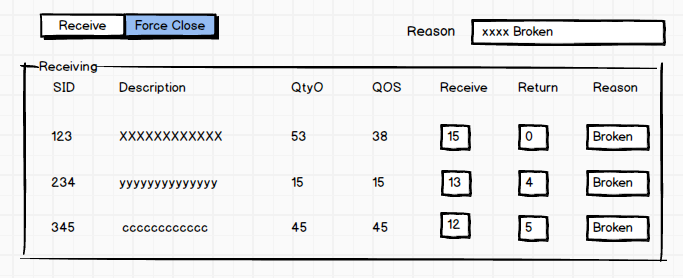 Receive Force Close Reason xxxx Broken
Receiving
SID Description QtyO QOS Receive Return Reason
123 XXXXXXXXXXXX 53 38 15 0 Broken
234 yyyyyyyyyyyyyy 15 15 13 4 Broken
345 cccccccccccc 45 45 12 5 Broken